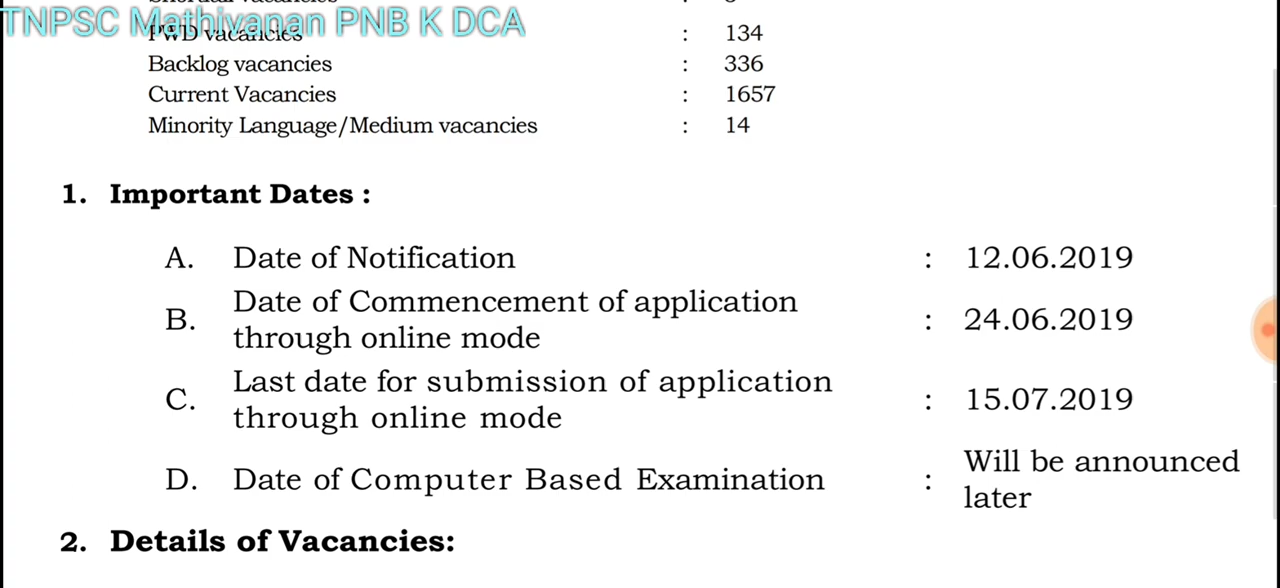 TNPSC Mathivanan PNB K DCA
PWD vacancies : 134
Backlog vacancies : 336
Current Vacancies : 1657
Minority Language/Medium vacancies : 14
1. Important Dates :
A. Date of Notification : 12.06.2019
B. Date of Commencement of application through online mode : 24.06.2019
C. Last date for submission of application through online mode : 15.07.2019
D. Date of Computer Based Examination : Will be announced later
2. Details of Vacancies: